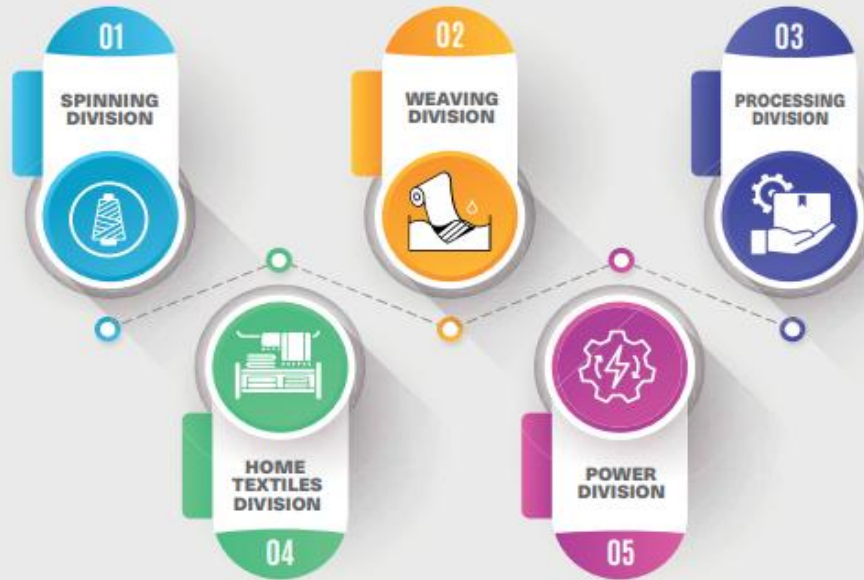 01
SPINNING
DIVISION
02
WEAVING
DIVISION
03
PROCESSING
DIVISION
HOME
TEXTILES
DIVISION
04
POWER
DIVISION
05